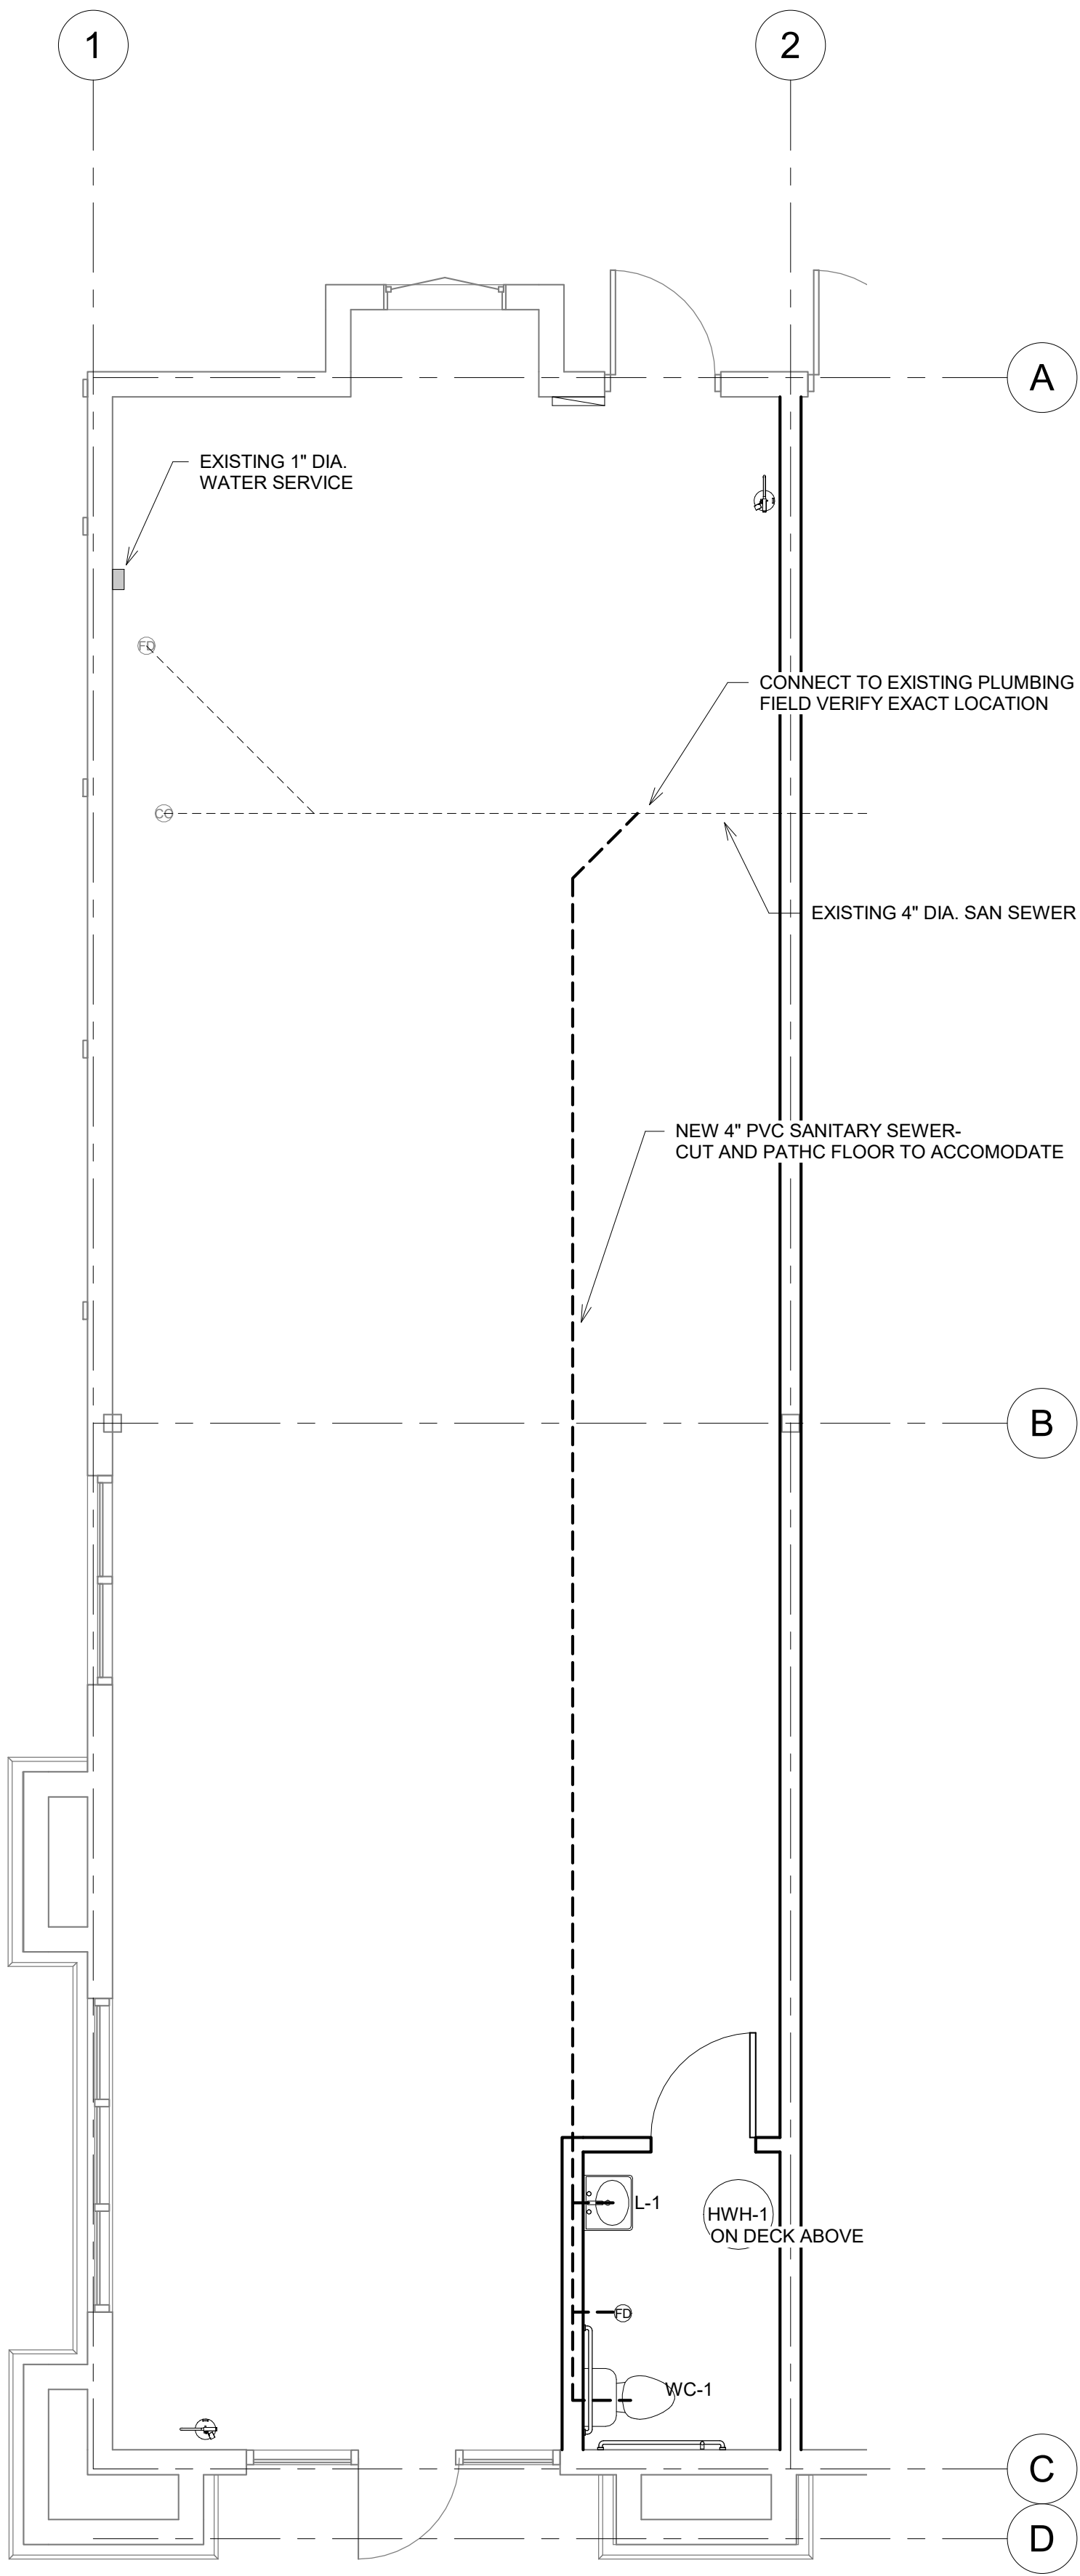 1
2
A
EXISTING 1" DIA.
WATER SERVICE
FD
CONNECT TO EXISTING PLUMBING
FIELD VERIFY EXACT LOCATION
CO
EXISTING 4" DIA. SAN SEWER
NEW 4" PVC SANITARY SEWER-
CUT AND PATHC FLOOR TO ACCOMODATE
B
L-1
HWH-1
ON DECK ABOVE
FD
WC-1
C
D